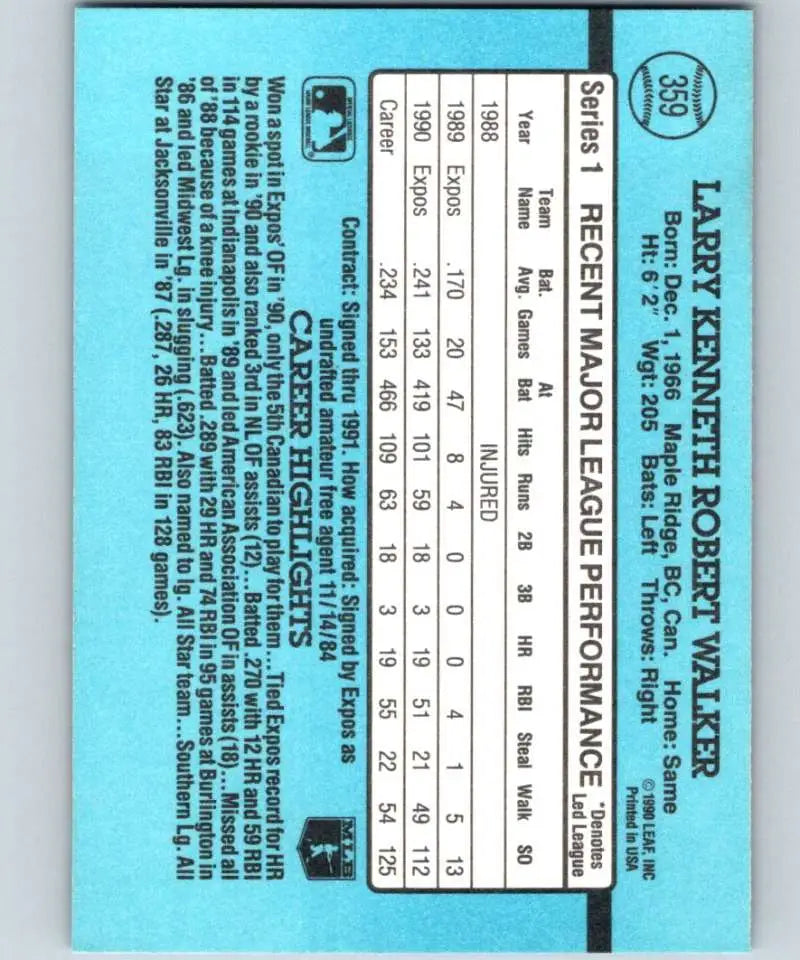 359
LARRY KENNETH ROBERT WALKER
Born: Dec. 1, 1966 Maple Ridge, BC, Can. Home: Same
Ht: 6'2" Wgt: 205 Bats: Left Throws: Right
© 1990 LEAF, INC
Printed in USA
Series 1 RECENT MAJOR LEAGUE PERFORMANCE *Denotes Led League
Year Team Name Bat. Avg. Games At Bat Hits Runs 2B 3B HR RBI Steal Walk SO
1988 INJURED
1989 Expos .170 20 47 8 4 0 0 0 4 1 5 13
1990 Expos .241 133 419 101 59 18 3 19 51 21 49 112
Career .234 153 466 109 63 18 3 19 55 22 54 125
Contract: Signed thru 1991. How acquired: Signed by Expos as
undrafted amateur free agent 11/14/84
CAREER HIGHLIGHTS
MLB
Won a spot in Expos' OF in '90, only the 5th Canadian to play for them...Tied Expos record for HR
by a rookie in '90 and also ranked 3rd in NL OF assists (12)...Batted .270 with 12 HR and 59 RBI
in 114 games at Indianapolis in '89 and led American Association OF in assists (18)...Missed all
of '88 because of a knee injury...Batted .289 with 29 HR and 74 RBI in 95 games at Burlington in
'86 and led Midwest Lg. in slugging (.623). Also named to lg. All Star team...Southern Lg. All
Star at Jacksonville in '87 (.287, 26 HR, 83 RBI in 128 games).